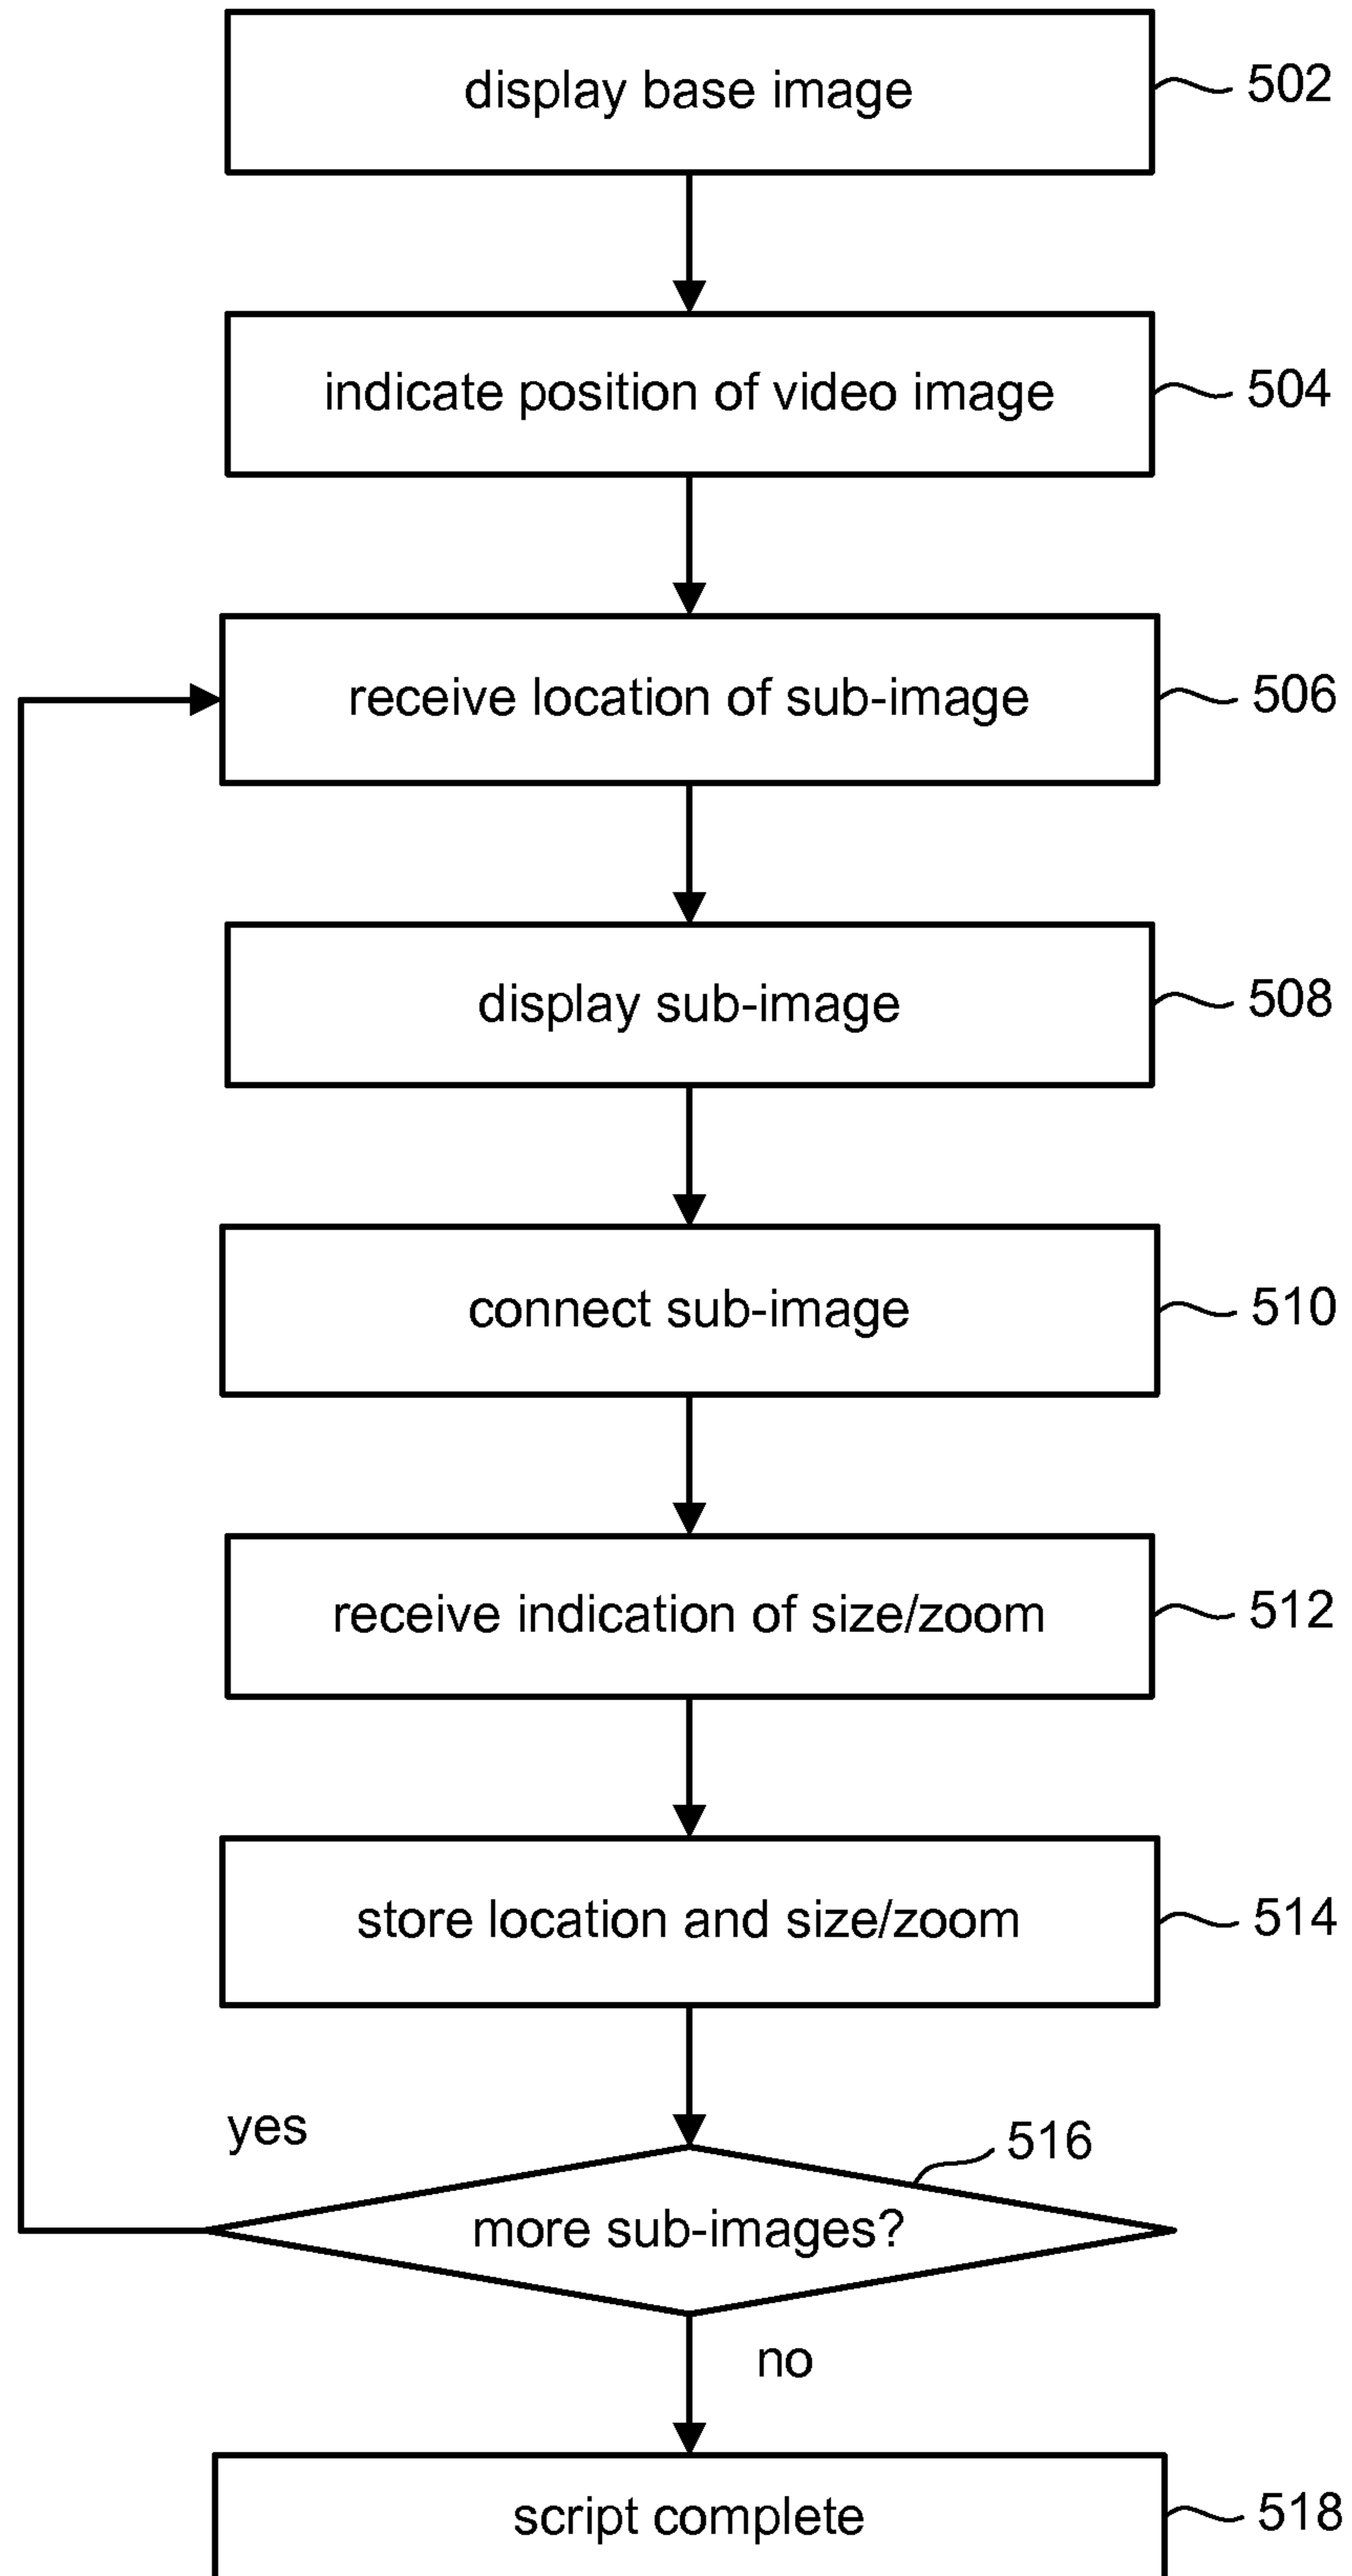 display base image 502
indicate position of video image 504
receive location of sub-image 506
display sub-image 508
connect sub-image 510
receive indication of size/zoom 512
store location and size/zoom 514
yes
516
more sub-images?
no
script complete 518